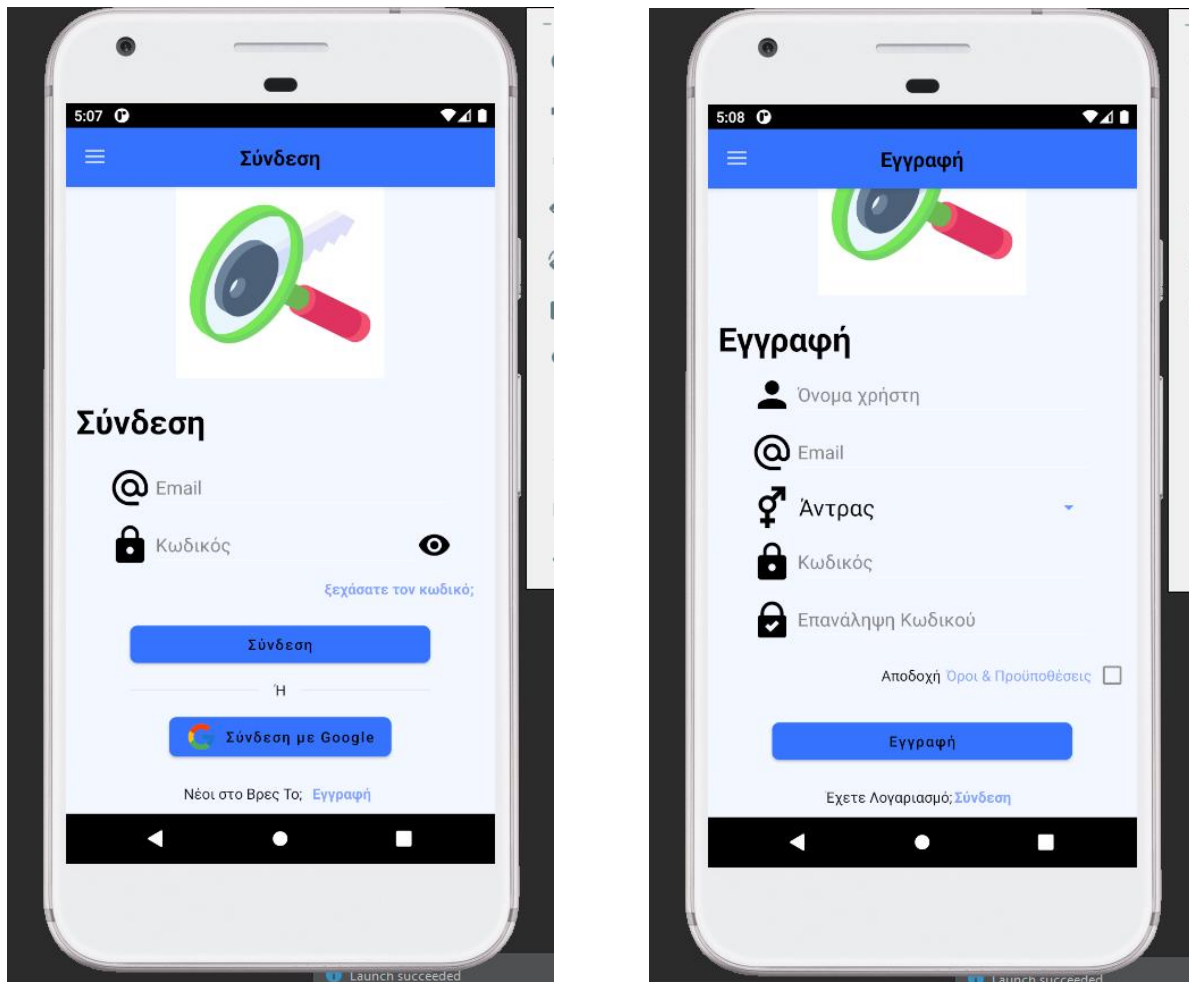 5:07
Σύνδεση
Σύνδεση
Email
Κωδικός
ξεχάσατε τον κωδικό;
Σύνδεση
Ή
Σύνδεση με Google
Νέοι στο Βρες Το; Εγγραφή
Launch succeeded
5:08
Εγγραφή
Εγγραφή
Όνομα χρήστη
Email
Άντρας
Κωδικός
Επανάληψη Κωδικού
Αποδοχή Όροι & Προϋποθέσεις
Εγγραφή
Έχετε Λογαριασμό; Σύνδεση
Launch succeeded